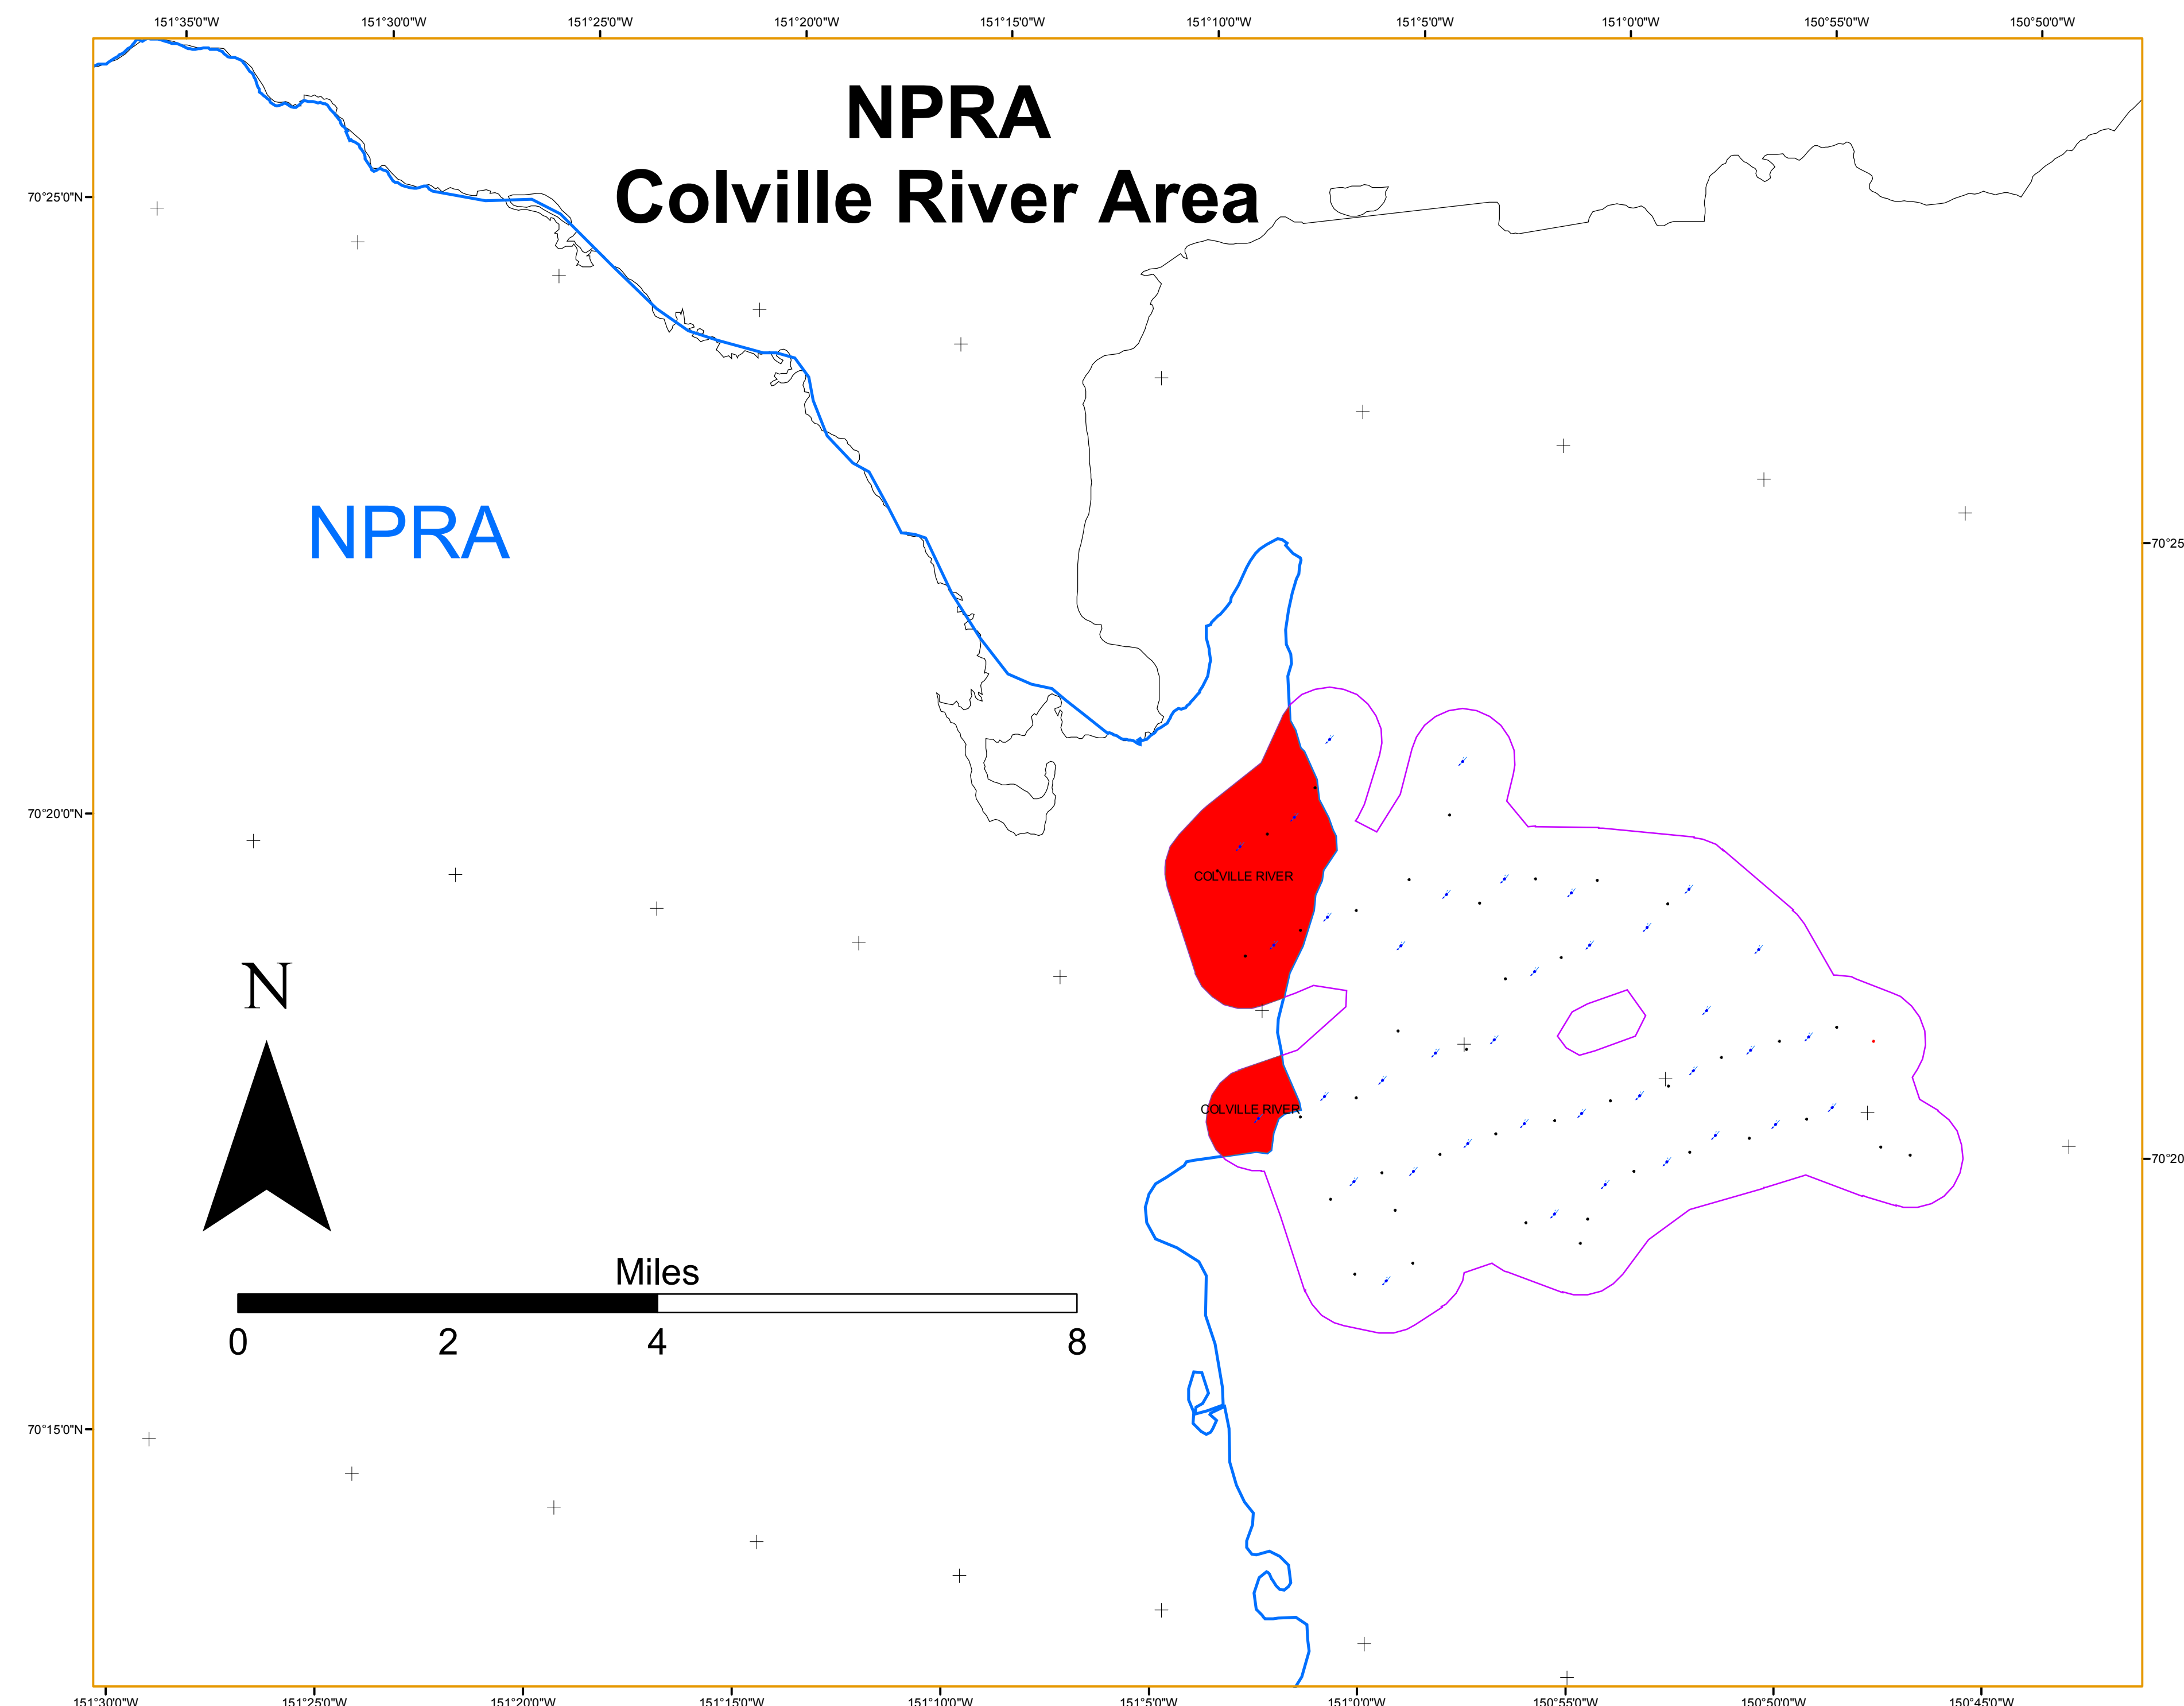 151°35'0"W 151°30'0"W 151°25'0"W 151°20'0"W 151°15'0"W 151°10'0"W 151°5'0"W 151°0'0"W 150°55'0"W 150°50'0"W
NPRA
Colville River Area
70°25'0"N
NPRA
70°25
70°20'0"N
COLVILLE RIVER
N
COLVILLE RIVER
70°20
Miles
0 2 4 8
70°15'0"N
151°30'0"W 151°25'0"W 151°20'0"W 151°15'0"W 151°10'0"W 151°5'0"W 151°0'0"W 150°55'0"W 150°50'0"W 150°45'0"W